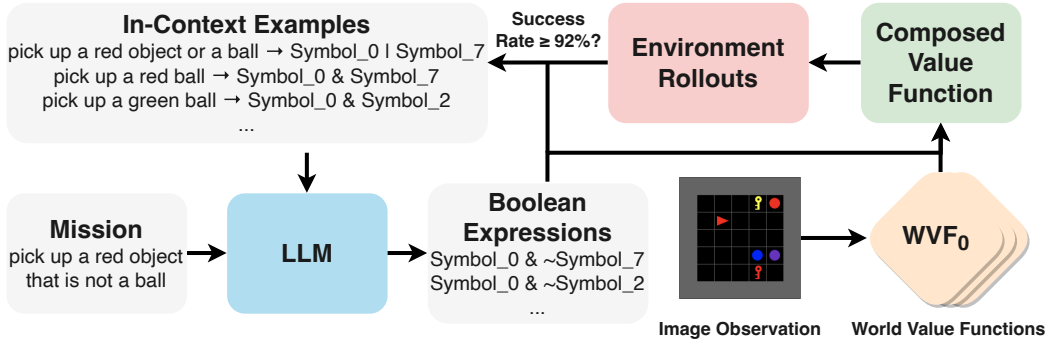 In-Context Examples
pick up a red object or a ball → Symbol_0 | Symbol_7
pick up a red ball → Symbol_0 & Symbol_7
pick up a green ball → Symbol_0 & Symbol_2
...
Success
Rate ≥ 92%?
Environment
Rollouts
Composed
Value
Function
Mission
pick up a red object
that is not a ball
LLM
Boolean
Expressions
Symbol_0 & ~Symbol_7
Symbol_0 & ~Symbol_2
...
Image Observation
WVF₀
World Value Functions